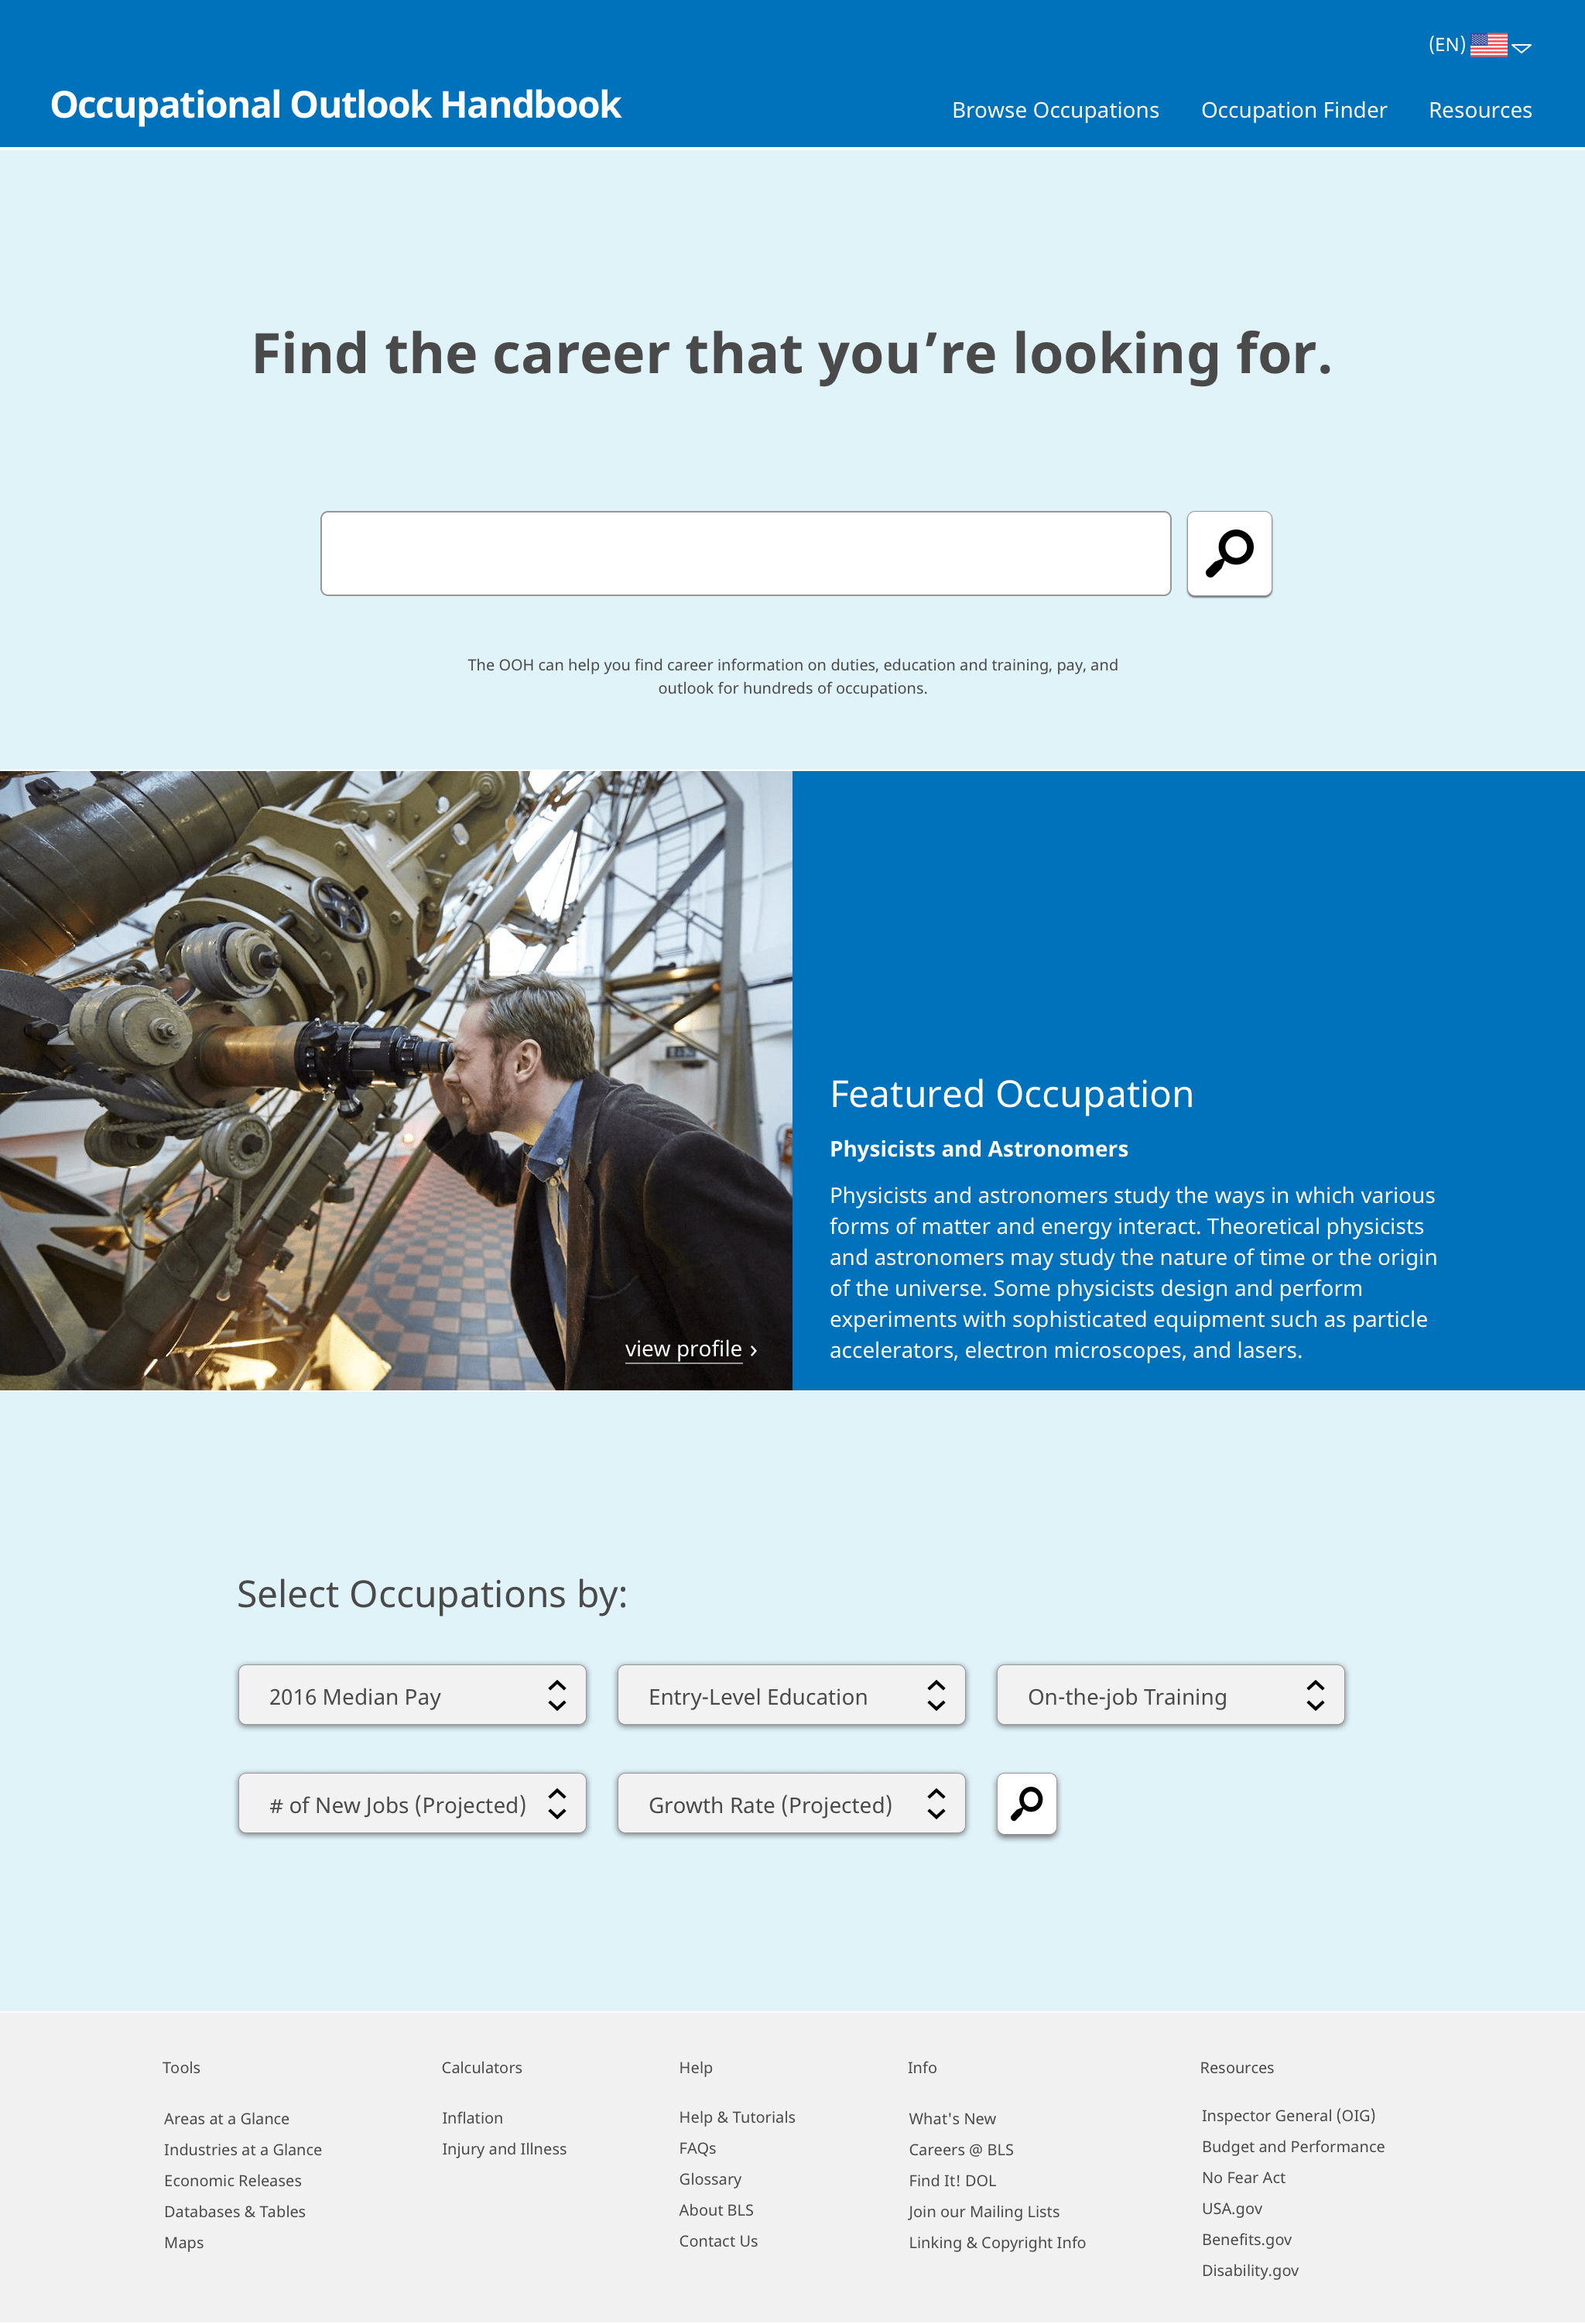 (EN)
Occupational Outlook Handbook
Browse Occupations
Occupation Finder
Resources
Find the career that you’re looking for.
The OOH can help you find career information on duties, education and training, pay, and
outlook for hundreds of occupations.
view profile ›
Featured Occupation
Physicists and Astronomers
Physicists and astronomers study the ways in which various
forms of matter and energy interact. Theoretical physicists
and astronomers may study the nature of time or the origin
of the universe. Some physicists design and perform
experiments with sophisticated equipment such as particle
accelerators, electron microscopes, and lasers.
Select Occupations by:
2016 Median Pay
Entry-Level Education
On-the-job Training
# of New Jobs (Projected)
Growth Rate (Projected)
Tools
Areas at a Glance
Industries at a Glance
Economic Releases
Databases & Tables
Maps
Calculators
Inflation
Injury and Illness
Help
Help & Tutorials
FAQs
Glossary
About BLS
Contact Us
Info
What's New
Careers @ BLS
Find It! DOL
Join our Mailing Lists
Linking & Copyright Info
Resources
Inspector General (OIG)
Budget and Performance
No Fear Act
USA.gov
Benefits.gov
Disability.gov